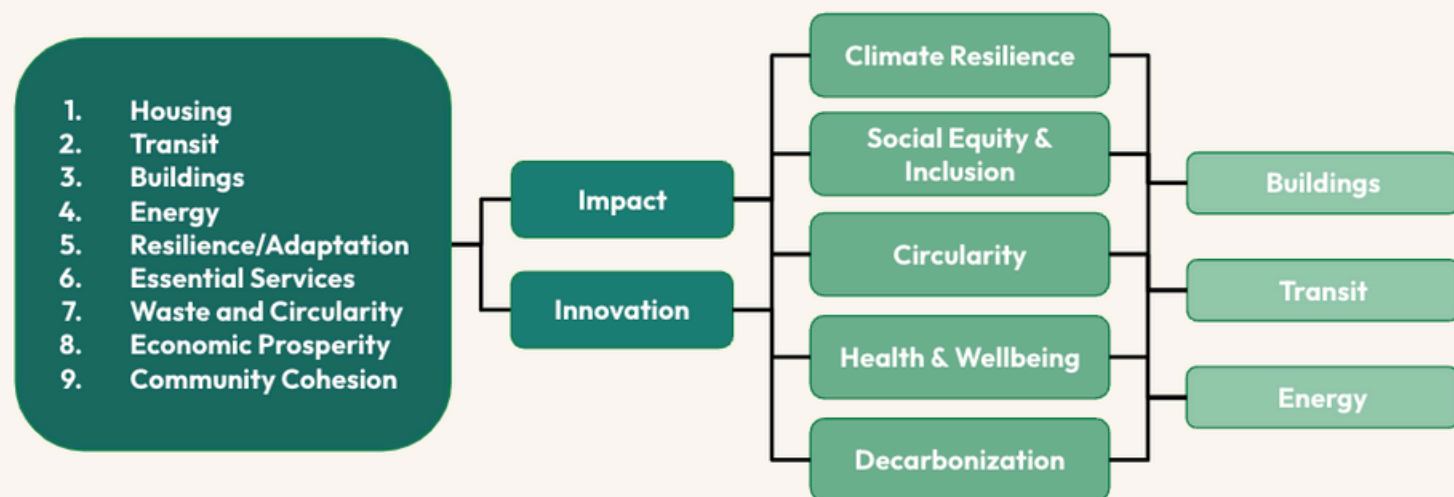 1. Housing
2. Transit
3. Buildings
4. Energy
5. Resilience/Adaptation
6. Essential Services
7. Waste and Circularity
8. Economic Prosperity
9. Community Cohesion
Impact
Innovation
Climate Resilience
Social Equity &
Inclusion
Circularity
Health & Wellbeing
Decarbonization
Buildings
Transit
Energy